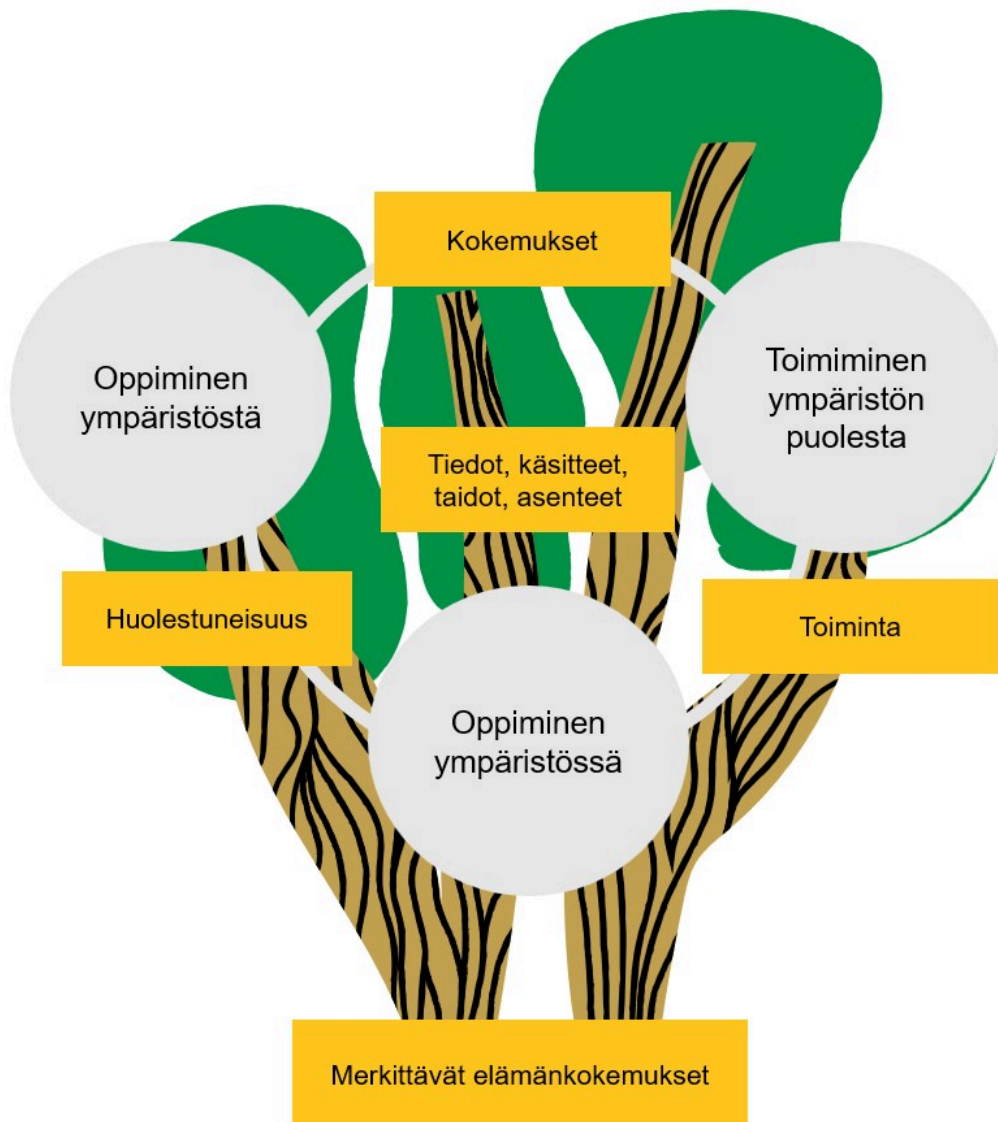 Kokemukset
Oppiminen
ympäristöstä
Toimiminen
ympäristön
puolesta
Tiedot, käsitteet,
taidot, asenteet
Huolestuneisuus
Toiminta
Oppiminen
ympäristössä
Merkittävät elämänkokemukset